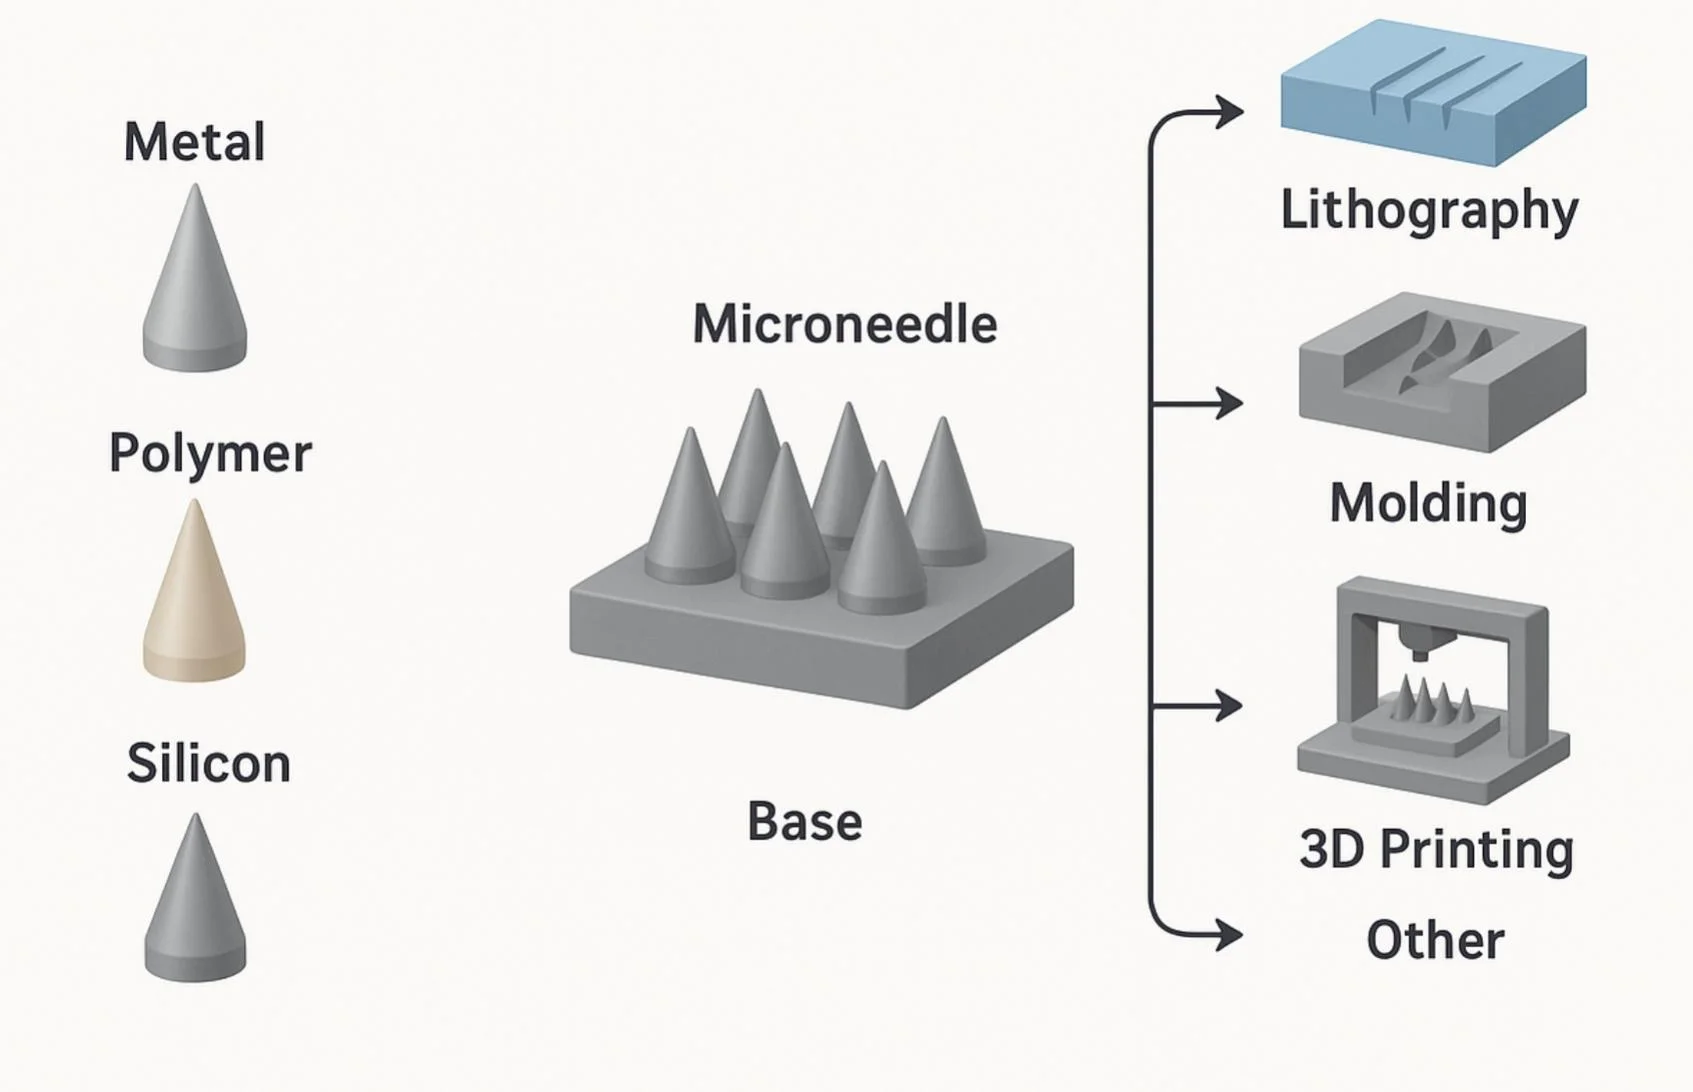 Metal
Polymer
Silicon
Microneedle
Base
Lithography
Molding
3D Printing
Other